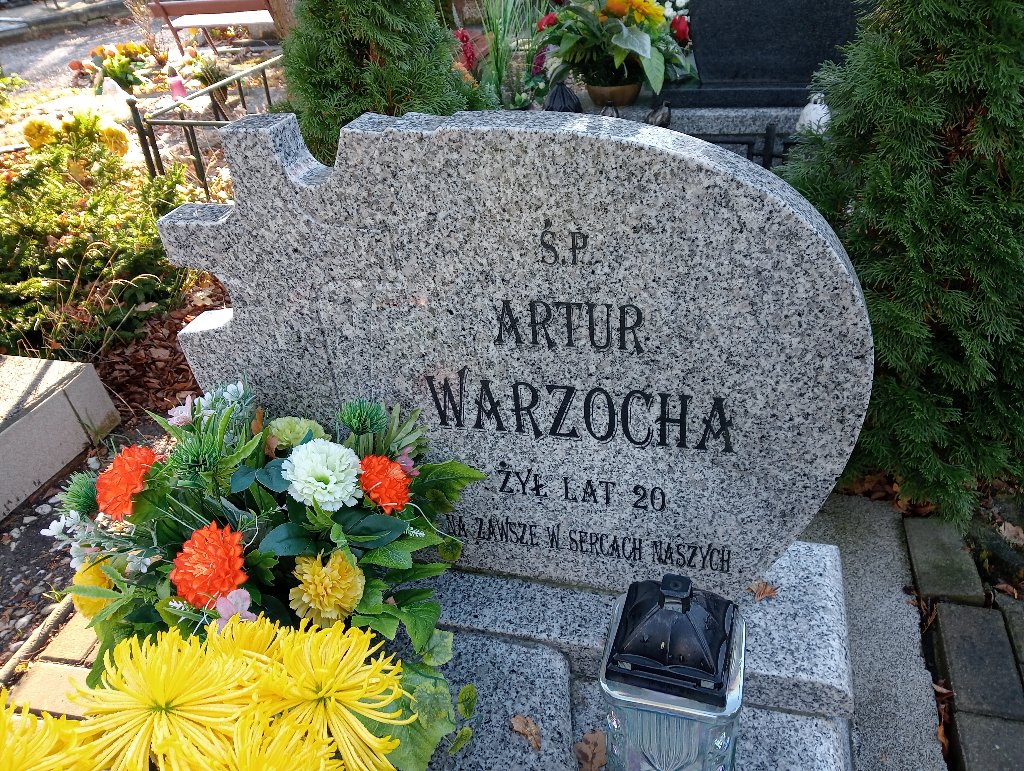 Ś.P.
ARTUR
WARZOCHA
ŻYŁ LAT 20
NA ZAWSZE W SERCACH NASZYCH